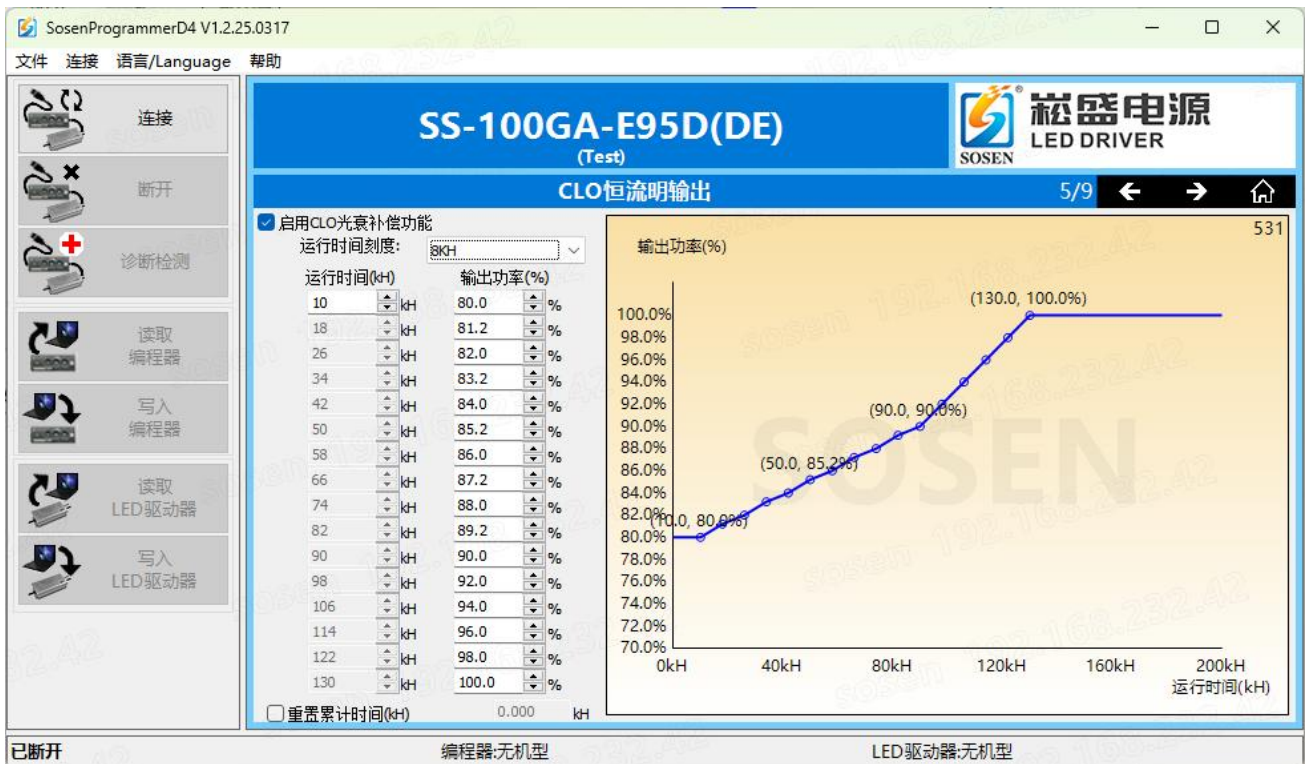 SosenProgrammerD4 V1.2.25.0317
文件 连接 语言/Language 帮助
连接
断开
诊断检测
读取
编程器
写入
编程器
读取
LED驱动器
写入
LED驱动器
SS-100GA-E95D(DE)
(Test)
SOSEN
崧盛电源
LED DRIVER
CLO恒流明输出
5/9
启用CLO光衰补偿功能
运行时间刻度: 8KH
运行时间(kH) 输出功率(%)
10 kH 80.0 %
18 kH 81.2 %
26 kH 82.0 %
34 kH 83.2 %
42 kH 84.0 %
50 kH 85.2 %
58 kH 86.0 %
66 kH 87.2 %
74 kH 88.0 %
82 kH 89.2 %
90 kH 90.0 %
98 kH 92.0 %
106 kH 94.0 %
114 kH 96.0 %
122 kH 98.0 %
130 kH 100.0 %
重置累计时间(kH) 0.000 kH
531
输出功率(%)
(130.0, 100.0%)
(90.0, 90.0%)
(50.0, 85.2%)
(10.0, 80.0%)
100.0%
98.0%
96.0%
94.0%
92.0%
90.0%
88.0%
86.0%
84.0%
82.0%
80.0%
78.0%
76.0%
74.0%
72.0%
70.0%
0kH 40kH 80kH 120kH 160kH 200kH
运行时间(kH)
SOSEN
sosen 192.168.232.42
已断开 编程器:无机型 LED驱动器:无机型